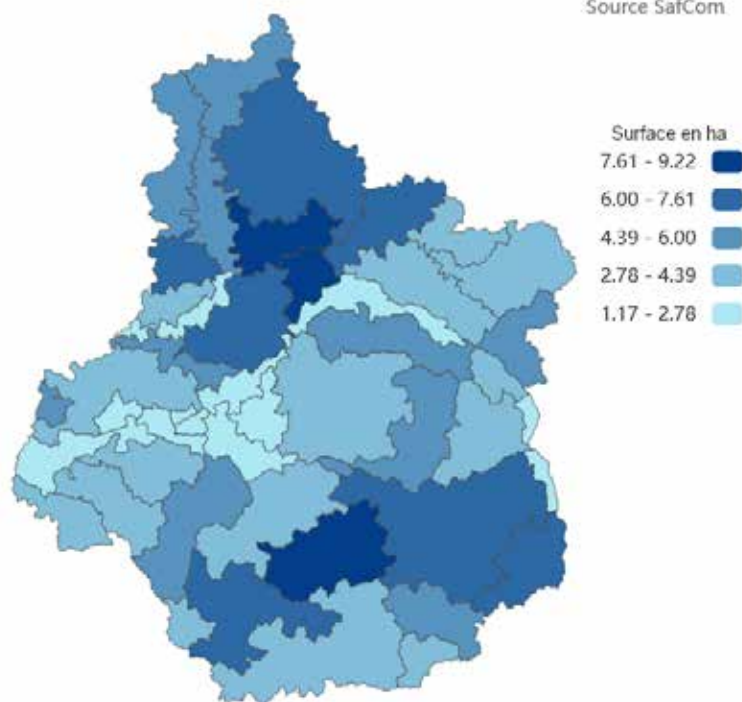 Source SafCom
Surface en ha
7.61 - 9.22
6.00 - 7.61
4.39 - 6.00
2.78 - 4.39
1.17 - 2.78